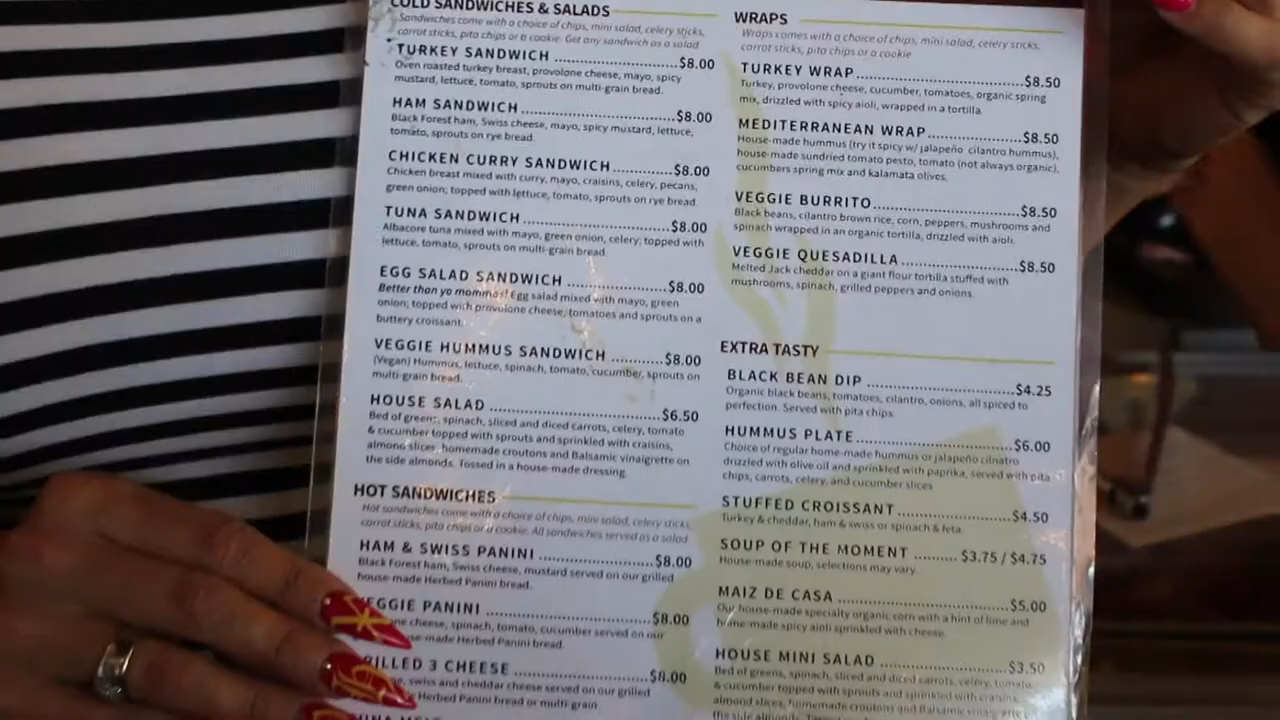 COLD SANDWICHES & SALADS
Sandwiches come with a choice of chips, mini salad, celery sticks,
carrot sticks, pita chips or a cookie. Get any sandwich as a salad
TURKEY SANDWICH ........................$8.00
Oven roasted turkey breast, provolone cheese, mayo, spicy
mustard, lettuce, tomato, sprouts on multi-grain bread.
HAM SANDWICH ............................$8.00
Black Forest ham, Swiss cheese, mayo, spicy mustard, lettuce,
tomato, sprouts on rye bread.
CHICKEN CURRY SANDWICH ..............$8.00
Chicken breast mixed with curry, mayo, craisins, celery, pecans,
green onion; topped with lettuce, tomato, sprouts on rye bread.
TUNA SANDWICH ...........................$8.00
Albacore tuna mixed with mayo, green onion, celery; topped with
lettuce, tomato, sprouts on multi-grain bread.
EGG SALAD SANDWICH ....................$8.00
Better than yo mommas! Egg salad mixed with mayo, green
onion; topped with provolone cheese, tomatoes and sprouts on a
buttery croissant.
VEGGIE HUMMUS SANDWICH ...........$8.00
(Vegan) Hummus, lettuce, spinach, tomato, cucumber, sprouts on
multi-grain bread.
HOUSE SALAD ................................$6.50
Bed of greens, spinach, sliced and diced carrots, celery, tomato
& cucumber topped with sprouts and sprinkled with craisins,
almond slices, homemade croutons and Balsamic vinaigrette on
the side almonds. Tossed in a house-made dressing.
HOT SANDWICHES
Hot sandwiches come with a choice of chips, mini salad, celery sticks,
carrot sticks, pita chips or a cookie. All sandwiches served as a salad
HAM & SWISS PANINI ......................$8.00
Black Forest ham, Swiss cheese, mustard served on our grilled
house-made Herbed Panini bread.
EGGIE PANINI ...............................$8.00
cheese, spinach, tomato, cucumber served on our
made Herbed Panini bread.
RILLED 3 CHEESE ..........................$8.00
swiss and cheddar cheese served on our grilled
Herbed Panini bread or multi-grain
WRAPS
Wraps comes with a choice of chips, mini salad, celery sticks,
carrot sticks, pita chips or a cookie
TURKEY WRAP..............................$8.50
Turkey, provolone cheese, cucumber, tomatoes, organic spring
mix, drizzled with spicy aioli, wrapped in a tortilla.
MEDITERRANEAN WRAP..................$8.50
House-made hummus (try it spicy w/ jalapeño cilantro hummus),
house-made sundried tomato pesto, tomato (not always organic),
cucumbers spring mix and kalamata olives.
VEGGIE BURRITO...........................$8.50
Black beans, cilantro brown rice, corn, peppers, mushrooms and
spinach wrapped in an organic tortilla, drizzled with aioli.
VEGGIE QUESADILLA.......................$8.50
Melted Jack cheddar on a giant flour tortilla stuffed with
mushrooms, spinach, grilled peppers and onions.
EXTRA TASTY
BLACK BEAN DIP ...........................$4.25
Organic black beans, tomatoes, cilantro, onions, all spiced to
perfection. Served with pita chips.
HUMMUS PLATE.............................$6.00
Choice of regular home-made hummus or jalapeño cilnatro
drizzled with olive oil and sprinkled with paprika, served with pita
chips, carrots, celery, and cucumber slices
STUFFED CROISSANT .....................$4.50
Turkey & cheddar, ham & swiss or spinach & feta.
SOUP OF THE MOMENT ......... $3.75 / $4.75
House-made soup, selections may vary.
MAIZ DE CASA ..............................$5.00
Our house-made specialty organic corn with a hint of lime and
home-made spicy aioli sprinkled with cheese.
HOUSE MINI SALAD ........................$3.50
Bed of greens, spinach, sliced and diced carrots, celery, tomato
& cucumber topped with sprouts and sprinkled with craisins,
almond slices, homemade croutons and Balsamic
the side almonds.